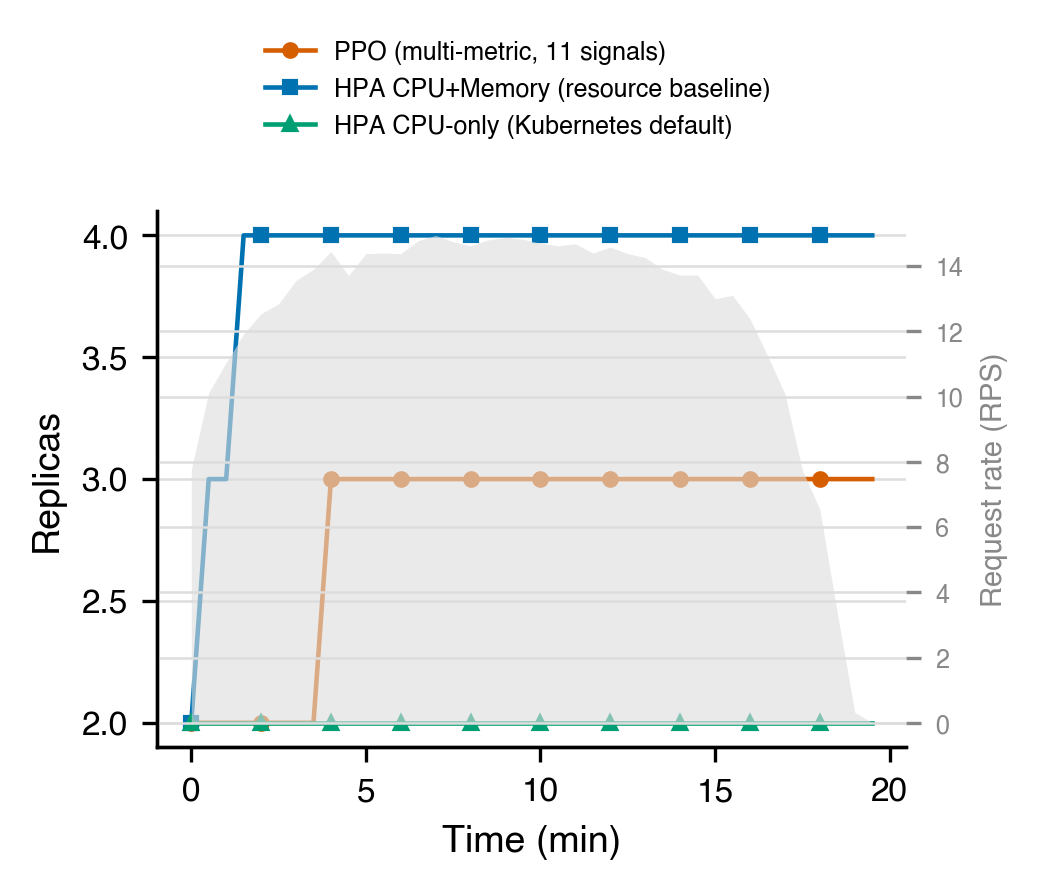 PPO (multi-metric, 11 signals)
HPA CPU+Memory (resource baseline)
HPA CPU-only (Kubernetes default)
4.0
3.5
3.0
2.5
2.0
Replicas
14
12
10
8
6
4
2
0
Request rate (RPS)
0 5 10 15 20
Time (min)